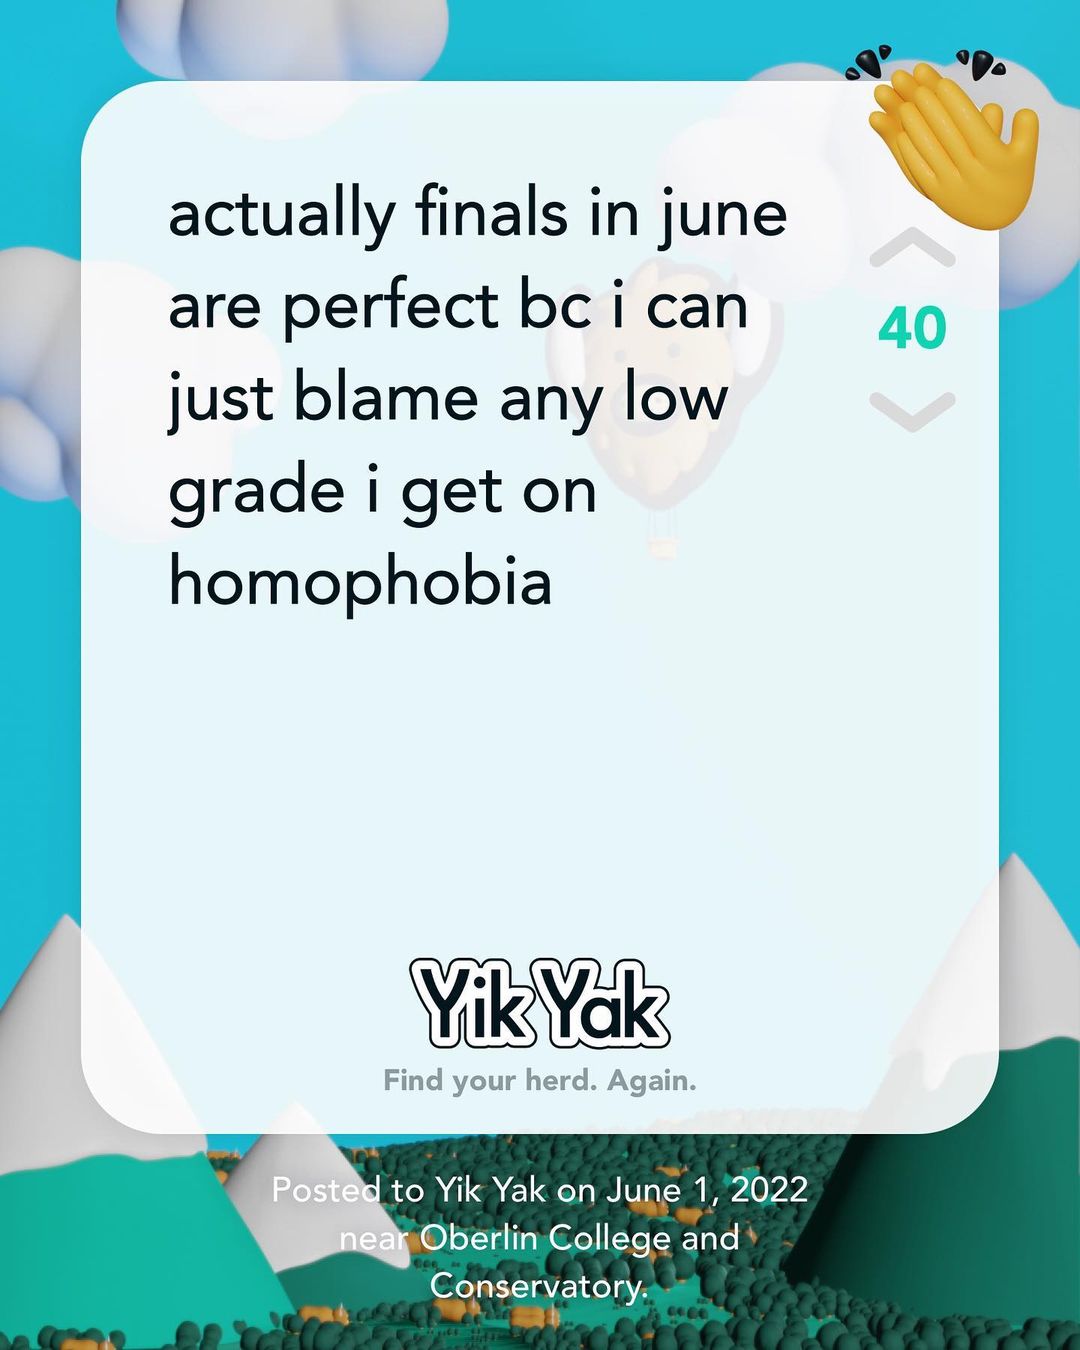 actually finals in june
are perfect bc i can
just blame any low
grade i get on
homophobia
40
Yik Yak
Find your herd. Again.
Posted to Yik Yak on June 1, 2022
near Oberlin College and
Conservatory.